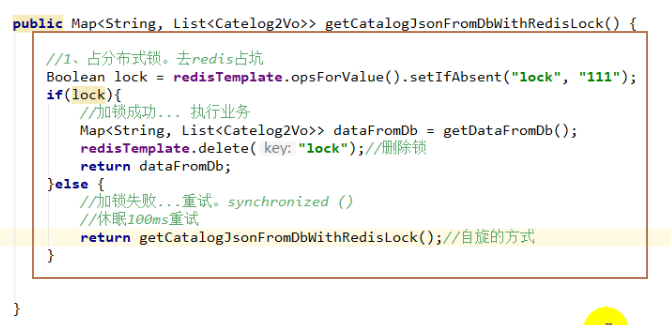 public Map<String, List<Catelog2Vo>> getCatalogJsonFromDbWithRedisLock() {
//1、占分布式锁。去redis占坑
Boolean lock = redisTemplate.opsForValue().setIfAbsent("lock", "111");
if(lock){
//加锁成功... 执行业务
Map<String, List<Catelog2Vo>> dataFromDb = getDataFromDb();
redisTemplate.delete( key: "lock");//删除锁
return dataFromDb;
}else {
//加锁失败...重试。synchronized ()
//休眠100ms重试
return getCatalogJsonFromDbWithRedisLock();//自旋的方式
}
}